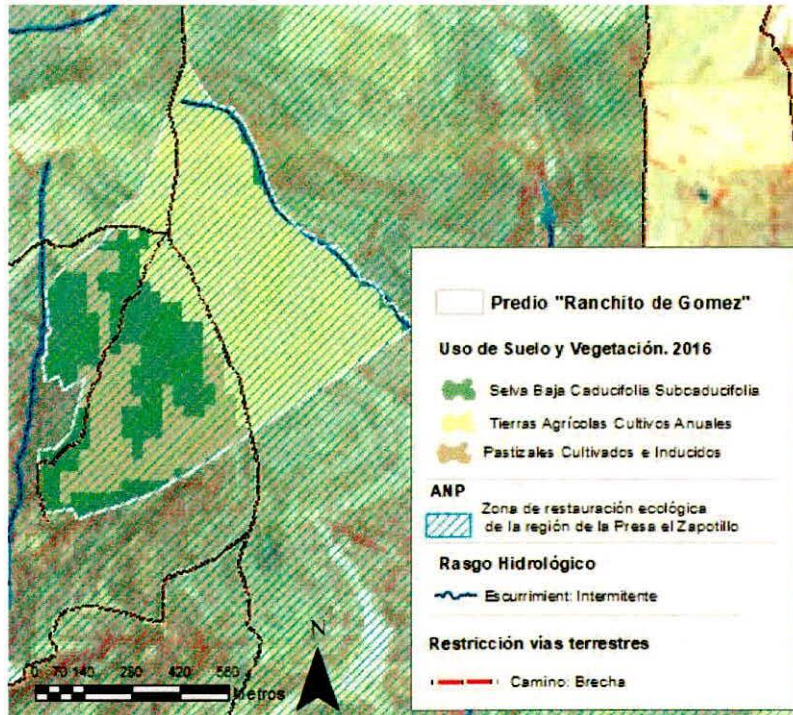 Predio "Ranchito de Gomez"
Uso de Suelo y Vegetación. 2016
Selva Baja Caducifolia Subcaducifolia
Tierras Agrícolas Cultivos Anuales
Pastizales Cultivados e Inducidos
ANP
Zona de restauración ecológica
de la región de la Presa el Zapotillo
Rasgo Hidrológico
Escurrimient: Intermitente
Restricción vías terrestres
Camino: Brecha
N
0 70 140 280 420 560
Metros